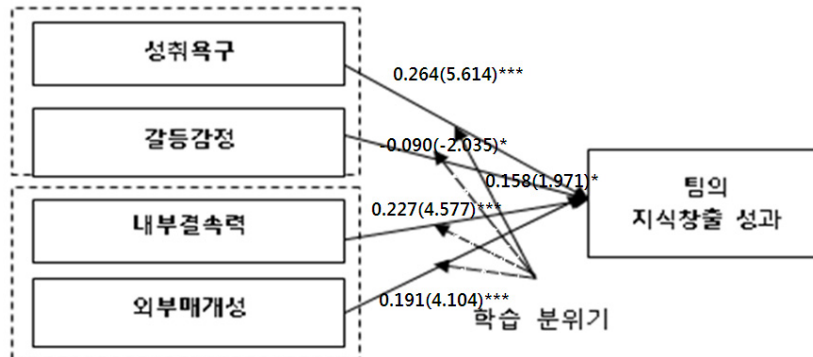 성취욕구
0.264(5.614)***
갈등감정
-0.090(-2.035)*
0.158(1.971)*
팀의
지식창출 성과
내부결속력
0.227(4.577)***
외부매개성
0.191(4.104)***
학습 분위기